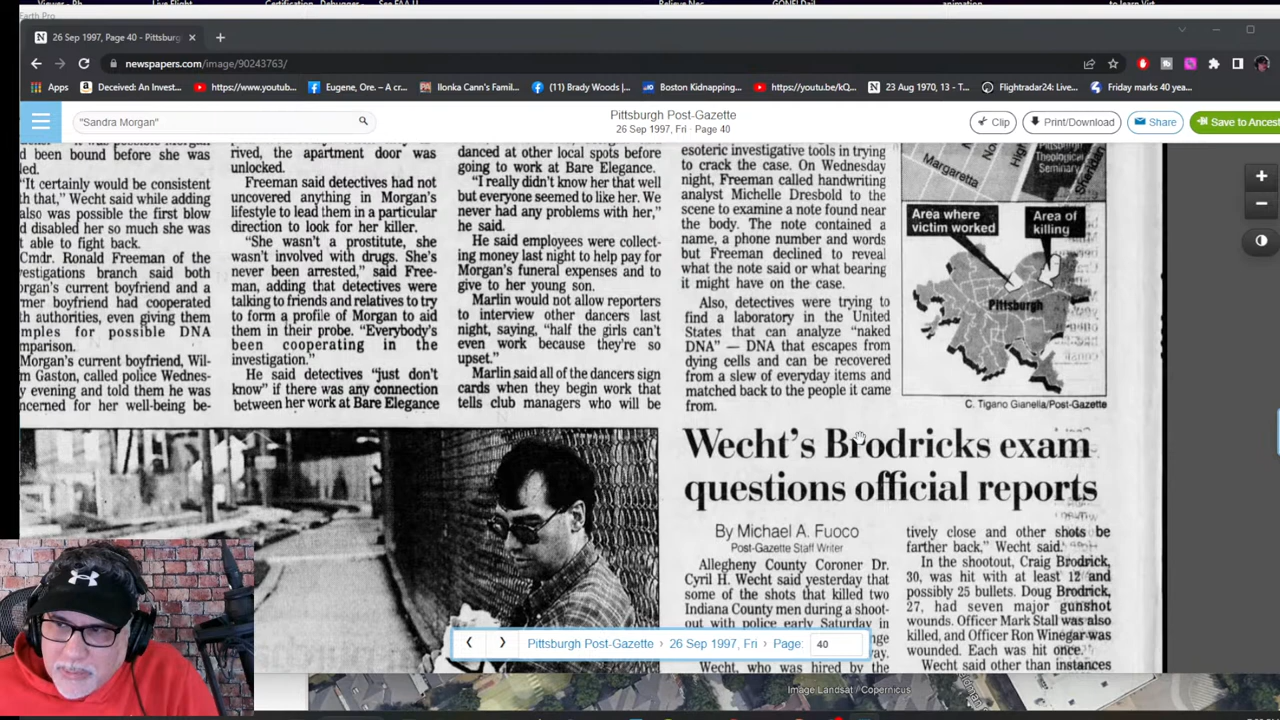 Earth Pro
26 Sep 1997, Page 40 - Pittsburg
newspapers.com/image/90243763/
Apps
Deceived: An Invest...
https://www.youtub...
Eugene, Ore. – A cr...
Ilonka Cann's Famil...
(11) Brady Woods |...
Boston Kidnapping...
https://youtu.be/kQ...
23 Aug 1970, 13 - T...
Flightradar24: Live...
Friday marks 40 yea...
"Sandra Morgan"
Pittsburgh Post-Gazette
26 Sep 1997, Fri · Page 40
Clip
Print/Download
Share
Save to Ancest
d been bound before she was
led.
"It certainly would be consistent
h that," Wecht said while adding
also was possible the first blow
d disabled her so much she was
t able to fight back.
Cmdr. Ronald Freeman of the
vestigations branch said both
organ's current boyfriend and a
mer boyfriend had cooperated
h authorities, even giving them
mples for possible DNA
mparison.
Morgan's current boyfriend, Wil-
m Gaston, called police Wednes-
y evening and told them he was
ncerned for her well-being be-
rived, the apartment door was
unlocked.
Freeman said detectives had not
uncovered anything in Morgan's
lifestyle to lead them in a particular
direction to look for her killer.
"She wasn't a prostitute, she
wasn't involved with drugs. She's
never been arrested," said Free-
man, adding that detectives were
talking to friends and relatives to try
to form a profile of Morgan to aid
them in their probe. "Everybody's
been cooperating in the
investigation."
He said detectives "just don't
know" if there was any connection
between her work at Bare Elegance
danced at other local spots before
going to work at Bare Elegance.
"I really didn't know her that well
but everyone seemed to like her. We
never had any problems with her,"
he said.
He said employees were collect-
ing money last night to help pay for
Morgan's funeral expenses and to
give to her young son.
Marlin would not allow reporters
to interview other dancers last
night, saying, "half the girls can't
even work because they're so
upset."
Marlin said all of the dancers sign
cards when they begin work that
tells club managers who will be
esoteric investigative tools in trying
to crack the case. On Wednesday
night, Freeman called handwriting
analyst Michelle Dresbold to the
scene to examine a note found near
the body. The note contained a
name, a phone number and words
but Freeman declined to reveal
what the note said or what bearing
it might have on the case.
Also, detectives were trying to
find a laboratory in the United
States that can analyze "naked
DNA" — DNA that escapes from
dying cells and can be recovered
from a slew of everyday items and
matched back to the people it came
from.
Margaretta
Theological
Seminary
Sheridan
Area where
victim worked
Area of
killing
Pittsburgh
C. Tigano Gianella/Post-Gazette
Wecht's Brodricks exam
questions official reports
By Michael A. Fuoco
Post-Gazette Staff Writer
Allegheny County Coroner Dr.
Cyril H. Wecht said yesterday that
some of the shots that killed two
Indiana County men during a shoot-
out with police early Saturday in
Wecht, who was hired by the
tively close and other shots be
farther back," Wecht said.
In the shootout, Craig Brodrick,
30, was hit with at least 12 and
possibly 25 bullets. Doug Brodrick,
27, had seven major gunshot
wounds. Officer Mark Stall was also
killed, and Officer Ron Winegar was
wounded. Each was hit once.
Wecht said other than instances
Pittsburgh Post-Gazette › 26 Sep 1997, Fri › Page: 40
Image Landsat / Copernicus